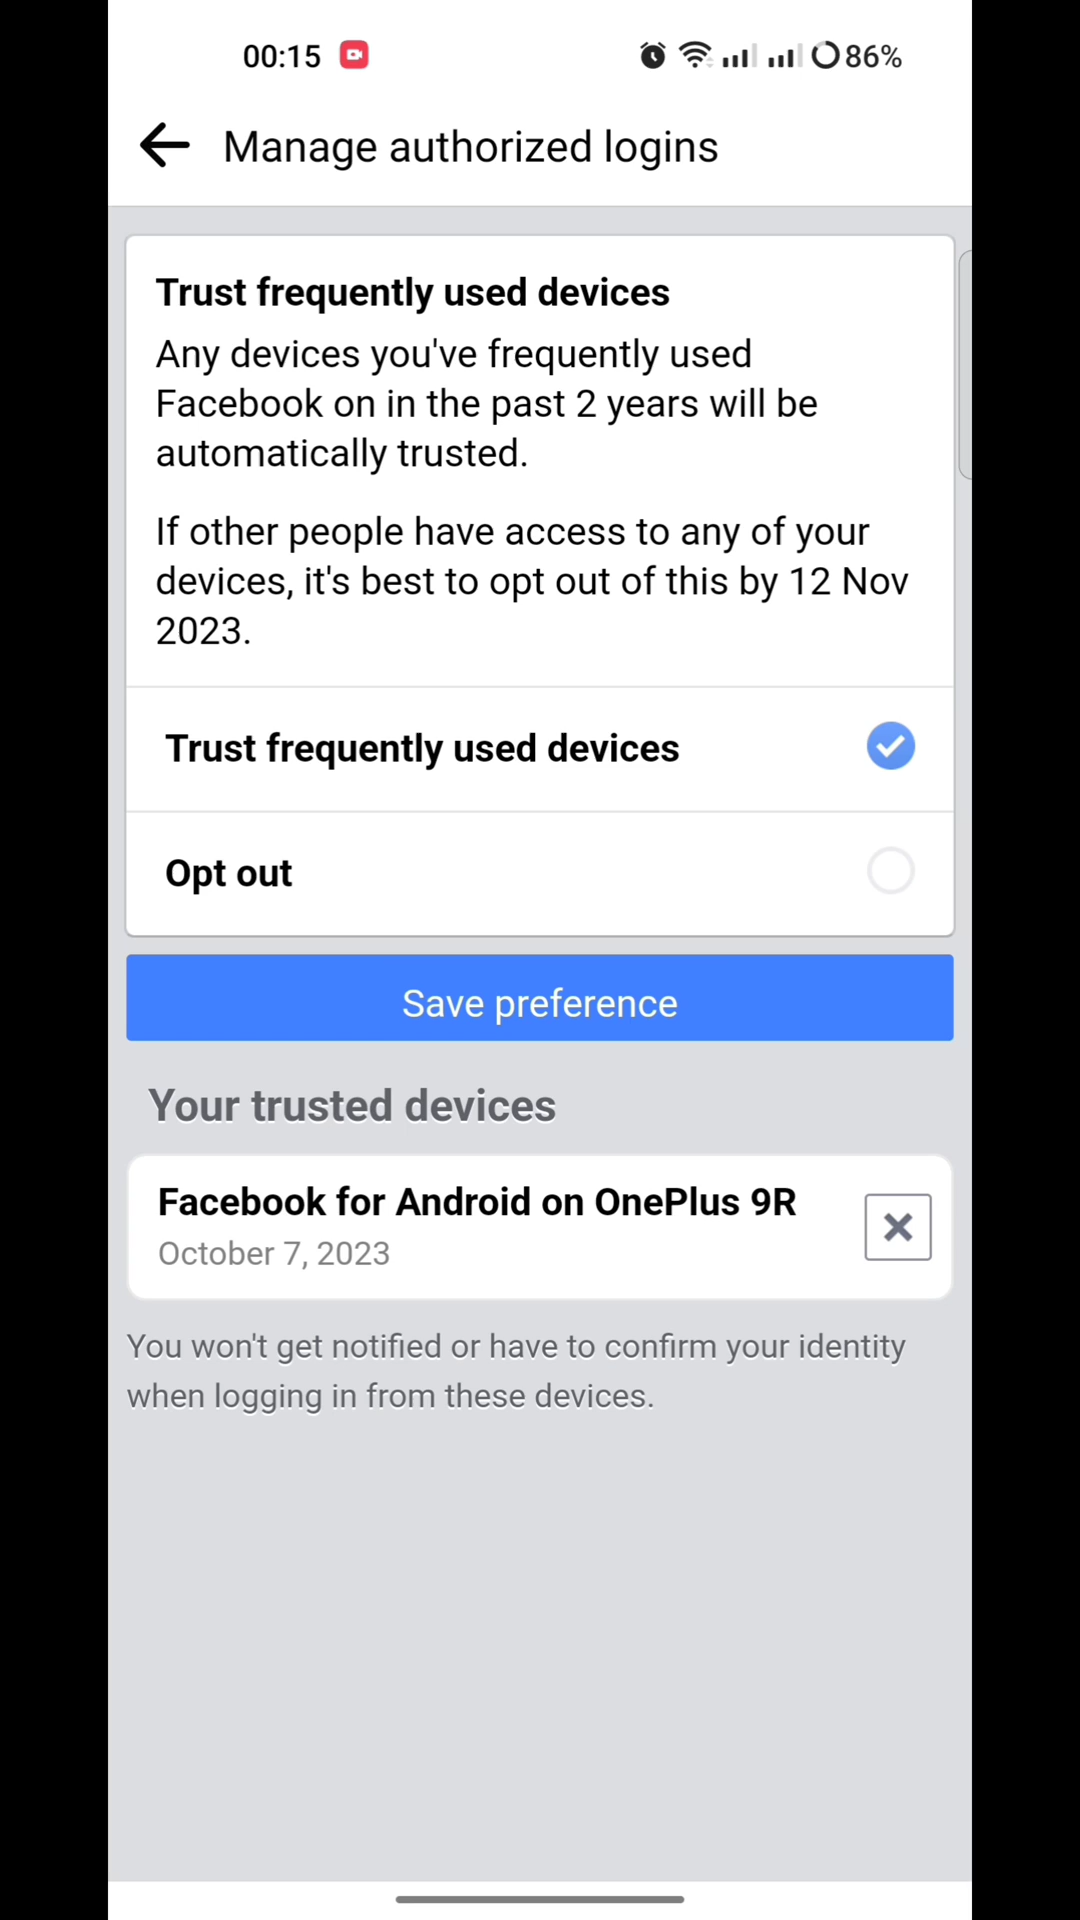 00:15
86%
Manage authorized logins
Trust frequently used devices
Any devices you've frequently used
Facebook on in the past 2 years will be
automatically trusted.
If other people have access to any of your
devices, it's best to opt out of this by 12 Nov
2023.
Trust frequently used devices
Opt out
Save preference
Your trusted devices
Facebook for Android on OnePlus 9R
October 7, 2023
You won't get notified or have to confirm your identity
when logging in from these devices.